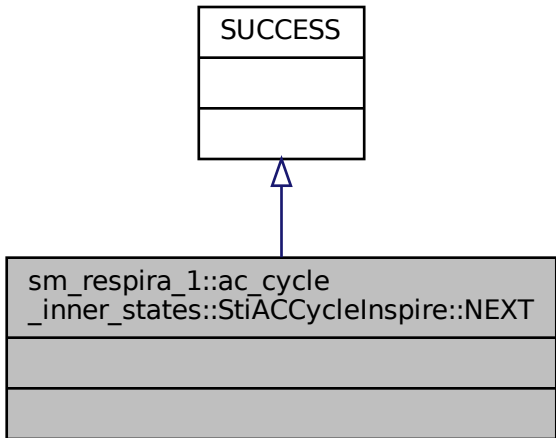 SUCCESS
sm_respira_1::ac_cycle
_inner_states::StiACCycleInspire::NEXT